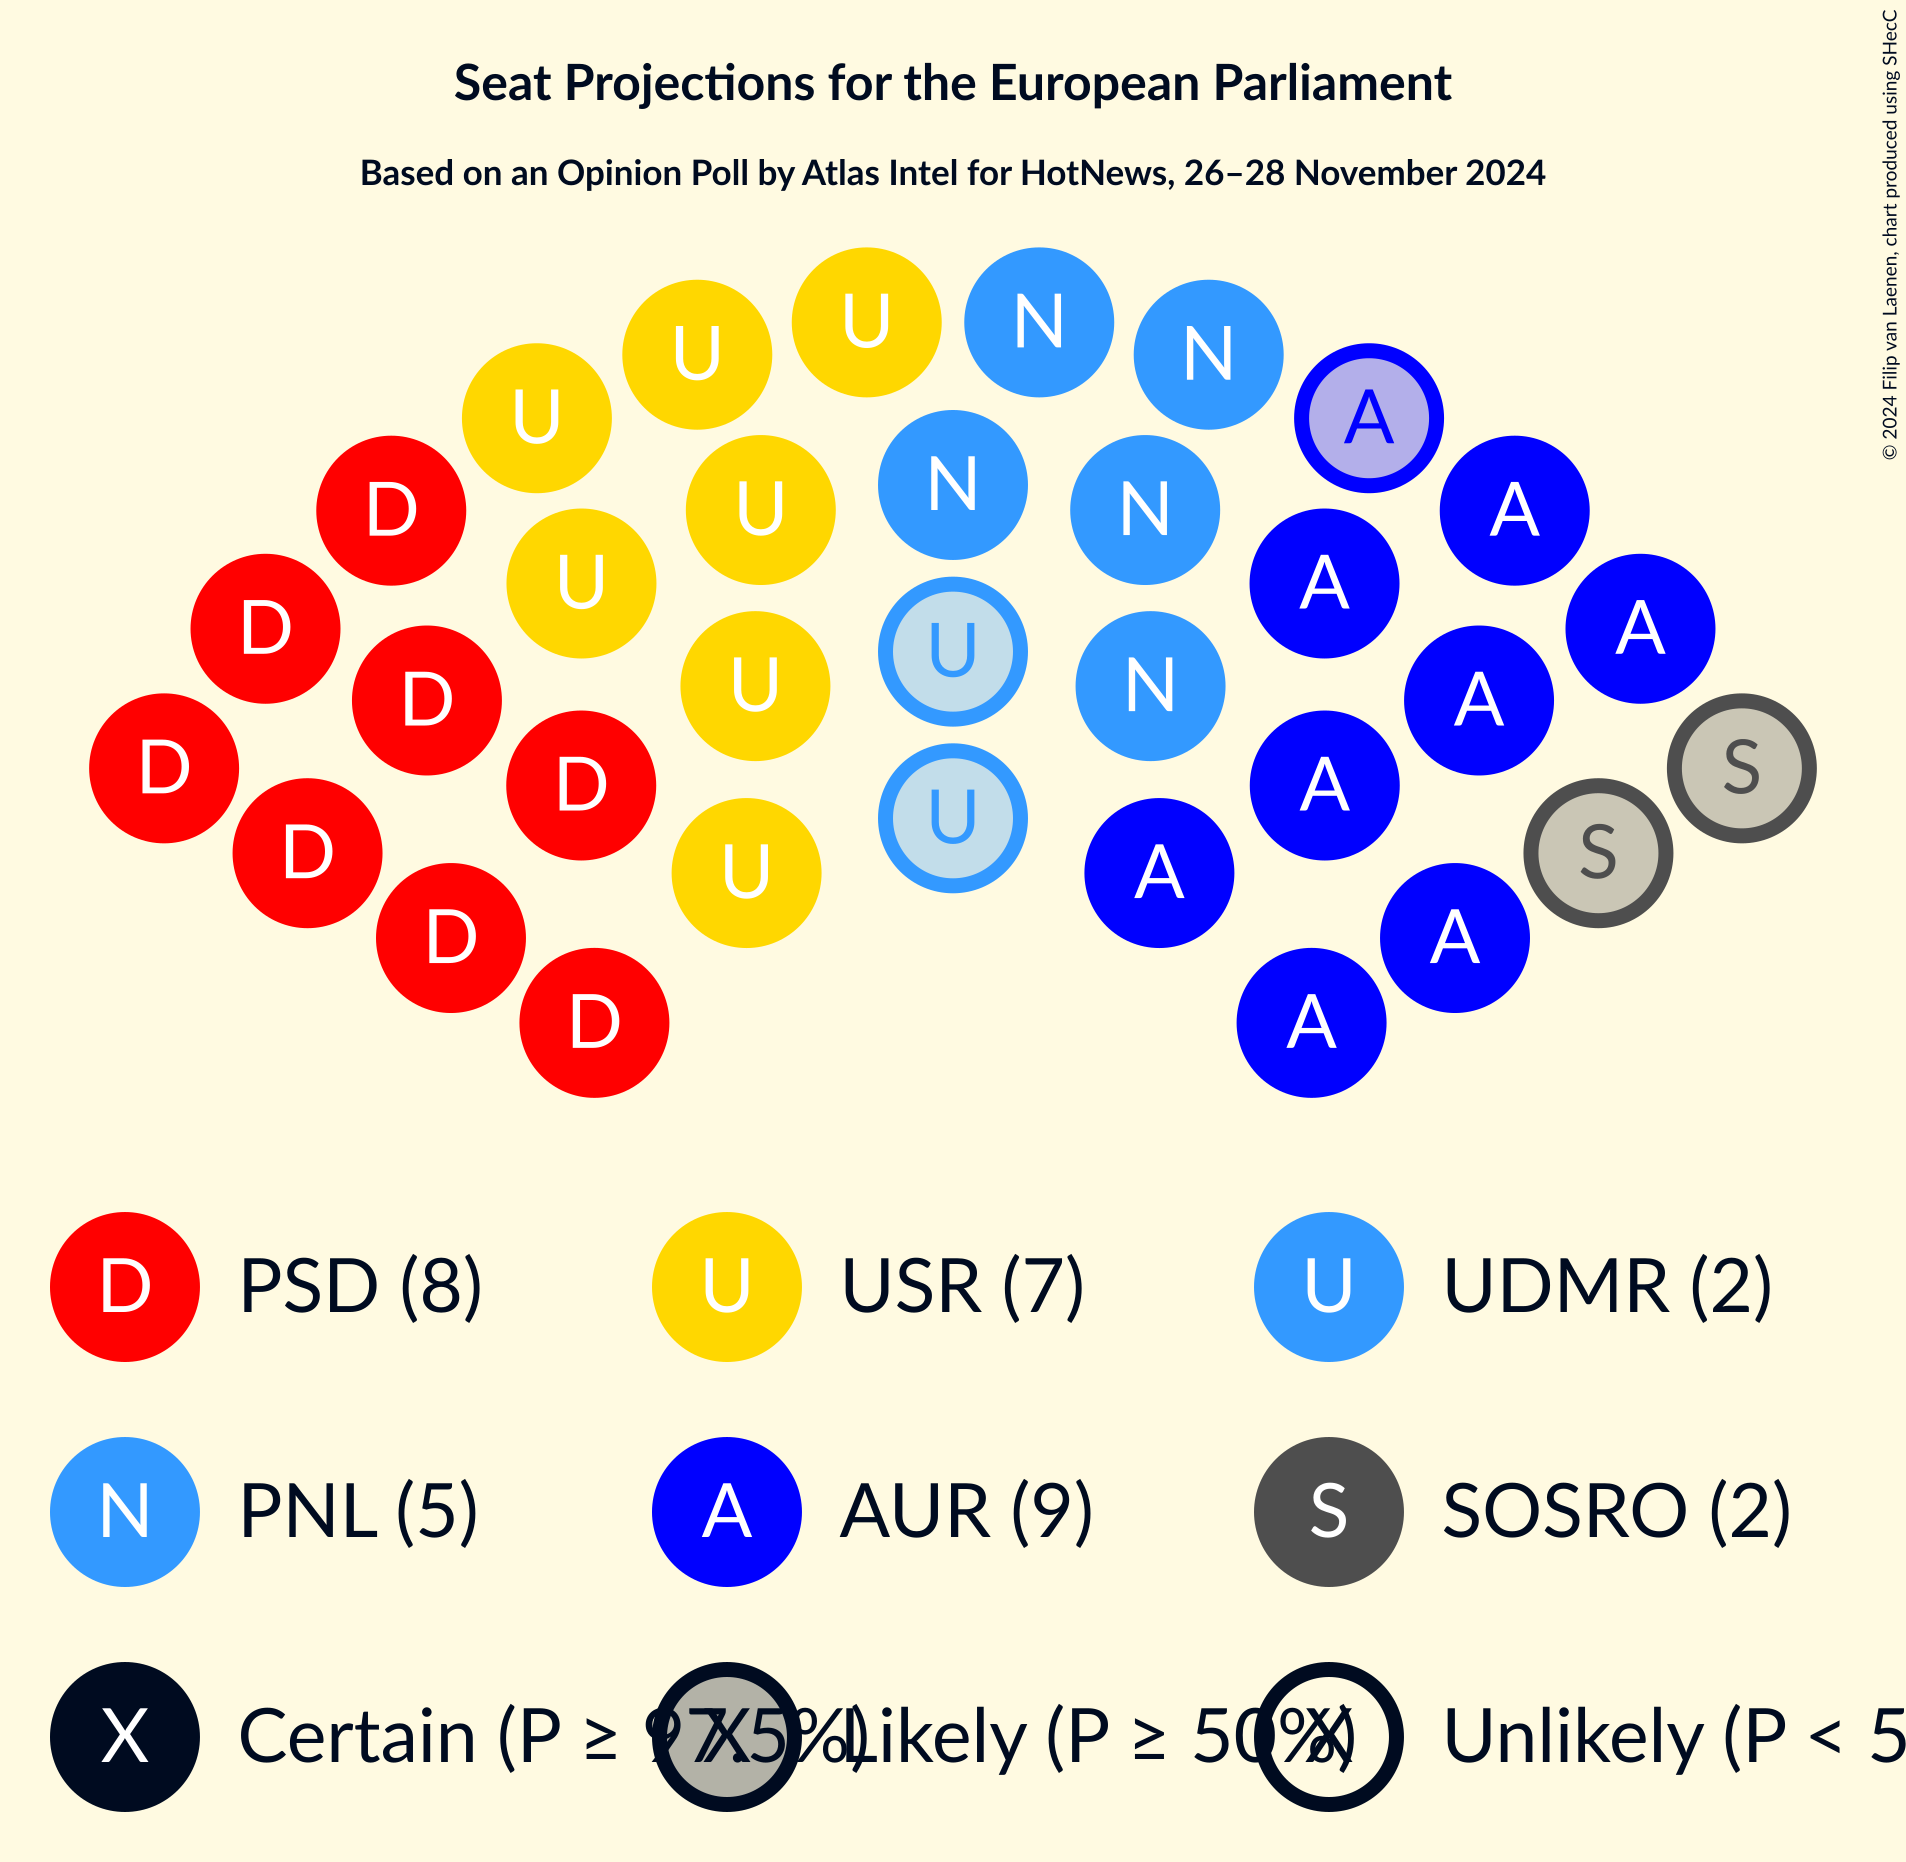 Seat Projections for the European Parliament
Based on an Opinion Poll by Atlas Intel for HotNews, 26–28 November 2024
© 2024 Filip van Laenen, chart produced using SHecC
U N
U N
U A
N
U N
D A
U A
D A
U
U N
D A
D S
D A
U
D S
U A
D A
D A
D PSD (8) U USR (7) U UDMR (2)
N PNL (5) A AUR (9) S SOSRO (2)
X Certain (P ≥ 97.5%) X Likely (P ≥ 50%) X Unlikely (P < 5